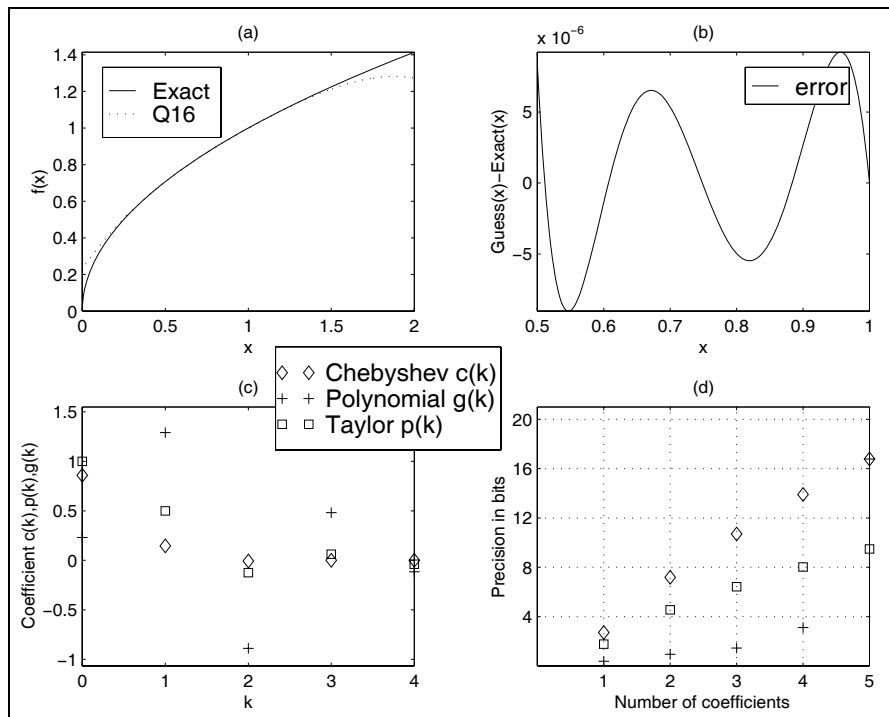 (a)
1.4
1.2
1
0.8
0.6
0.4
0.2
0
f(x)
Exact
Q16
0 0.5 1 1.5 2
x
(b)
x 10^-6
5
0
−5
Guess(x)−Exact(x)
error
0.5 0.6 0.7 0.8 0.9 1
x
(c)
Chebyshev c(k)
Polynomial g(k)
Taylor p(k)
1.5
1
0.5
0
−0.5
−1
Coefficient c(k),p(k),g(k)
0 1 2 3 4
k
(d)
20
16
12
8
4
Precision in bits
1 2 3 4 5
Number of coefficients